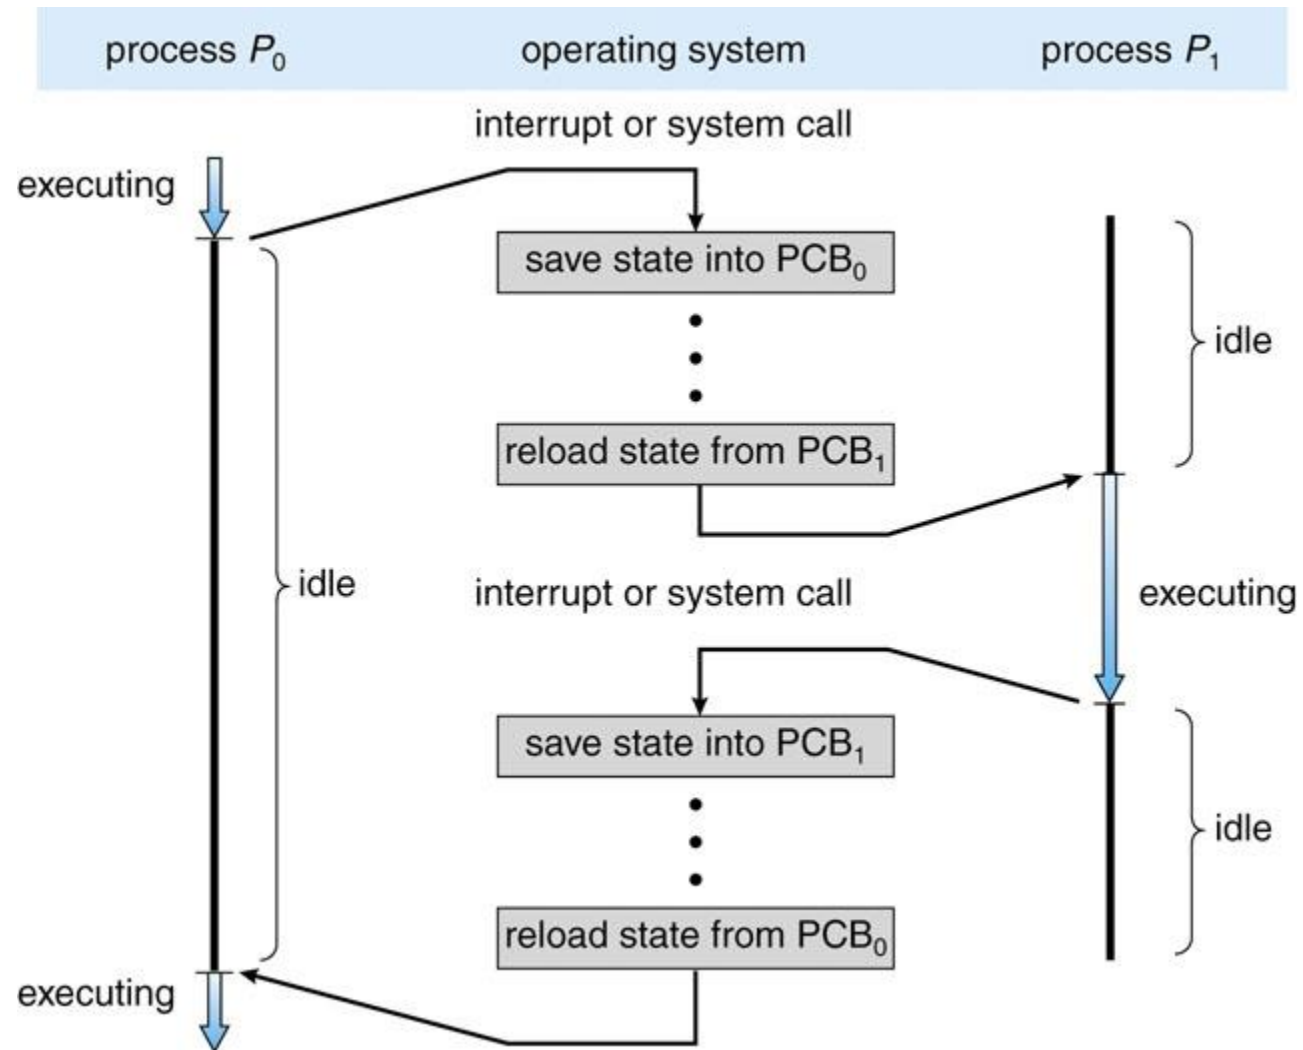 process P₀ operating system process P₁
interrupt or system call
executing
save state into PCB₀
idle
reload state from PCB₁
idle
interrupt or system call
executing
save state into PCB₁
idle
reload state from PCB₀
executing